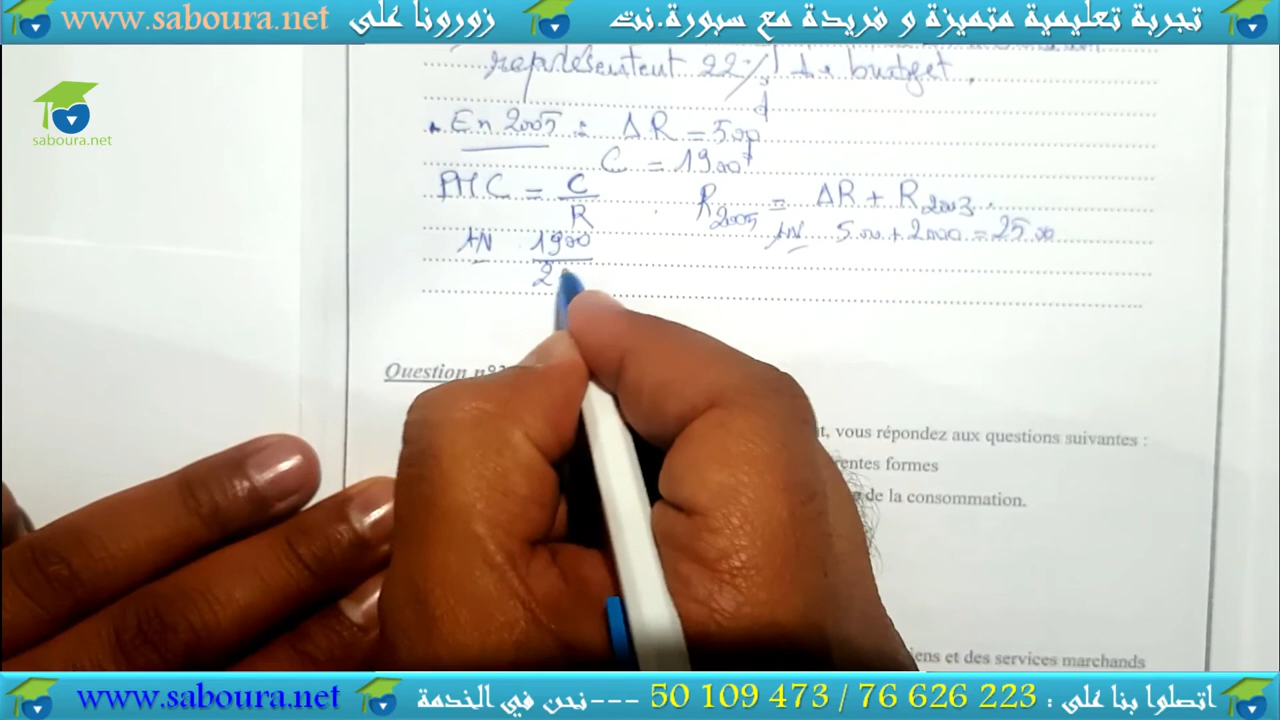 تجربة تعليمية متميزة و فريدة مع سبورة.نت زورونا على www.saboura.net
saboura.net
représentent 22% du budget.
En 2005 : ΔR = 500
C = 1900
PMC = C/R R2005 = ΔR + R2003.
AN 1900/2 AN 500 + 2000 = 2500
Question
, vous répondez aux questions suivantes :
formes
de la consommation.
et des services marchands
اتصلوا بنا على : 223 626 76 / 473 109 50 ---نحن في الخدمة www.saboura.net